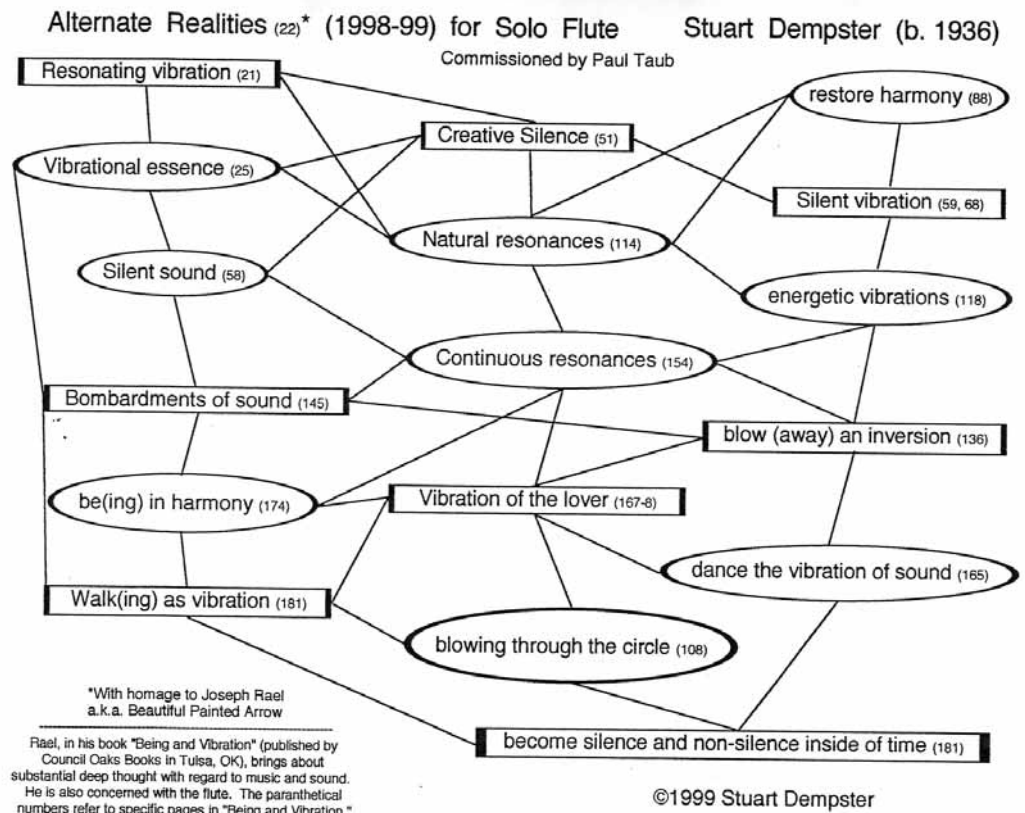 Alternate Realities (22)* (1998-99) for Solo Flute Stuart Dempster (b. 1936)
Commissioned by Paul Taub
Resonating vibration (21)
restore harmony (88)
Creative Silence (51)
Vibrational essence (25)
Silent vibration (59, 68)
Natural resonances (114)
Silent sound (58)
energetic vibrations (118)
Continuous resonances (154)
Bombardments of sound (145)
blow (away) an inversion (136)
be(ing) in harmony (174)
Vibration of the lover (167-8)
dance the vibration of sound (165)
Walk(ing) as vibration (181)
blowing through the circle (108)
become silence and non-silence inside of time (181)
*With homage to Joseph Rael
a.k.a. Beautiful Painted Arrow
Rael, in his book "Being and Vibration" (published by
Council Oaks Books in Tulsa, OK), brings about
substantial deep thought with regard to music and sound.
He is also concerned with the flute. The paranthetical
numbers refer to specific pages in "Being and Vibration."
©1999 Stuart Dempster